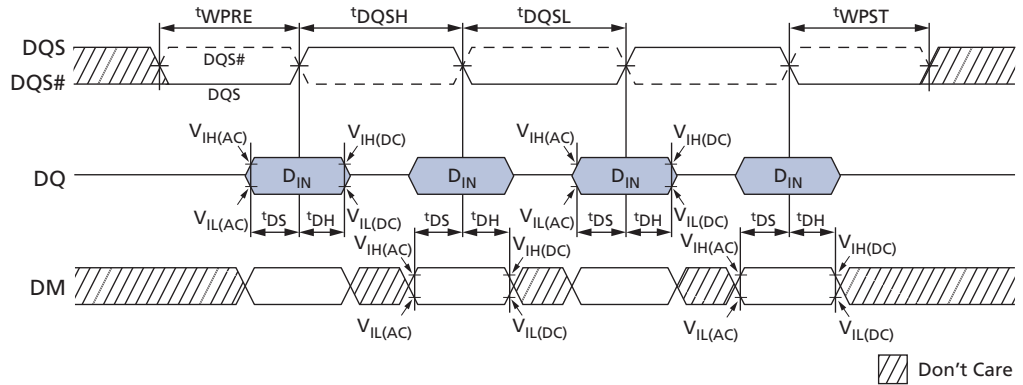 tWPRE tDQSH tDQSL tWPST
DQS
DQS#
DQS#
DQS
VIH(AC) VIH(DC) VIH(AC) VIH(DC)
DQ DIN DIN DIN DIN
VIL(AC) VIL(DC) VIL(AC) VIL(DC)
tDS tDH tDS tDH tDS tDH tDS tDH
VIH(AC) VIH(DC) VIH(AC) VIH(DC)
DM
VIL(AC) VIL(DC) VIL(AC) VIL(DC)
Don't Care